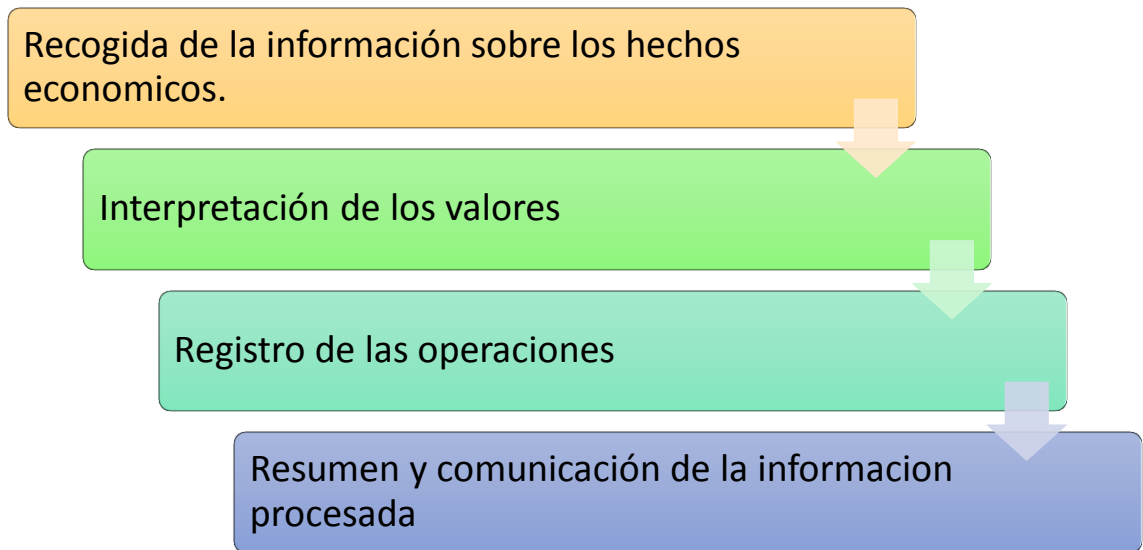 Recogida de la información sobre los hechos
economicos.
Interpretación de los valores
Registro de las operaciones
Resumen y comunicación de la informacion
procesada